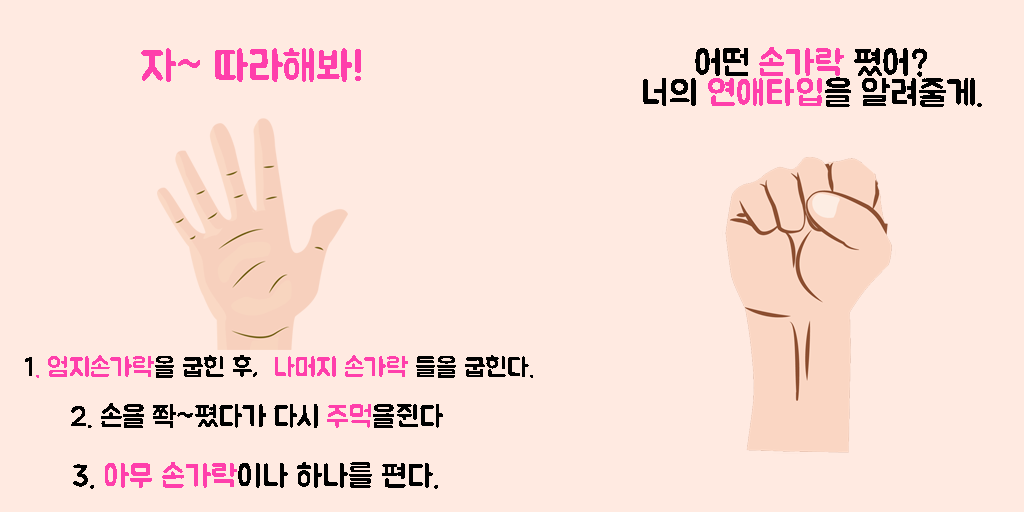 자~ 따라해봐!
1. 엄지손가락을 굽힌 후, 나머지 손가락 들을 굽힌다.
2. 손을 쫙~폈다가 다시 주먹을쥔다
3. 아무 손가락이나 하나를 편다.
어떤 손가락 폈어?
너의 연애타입을 알려줄게.